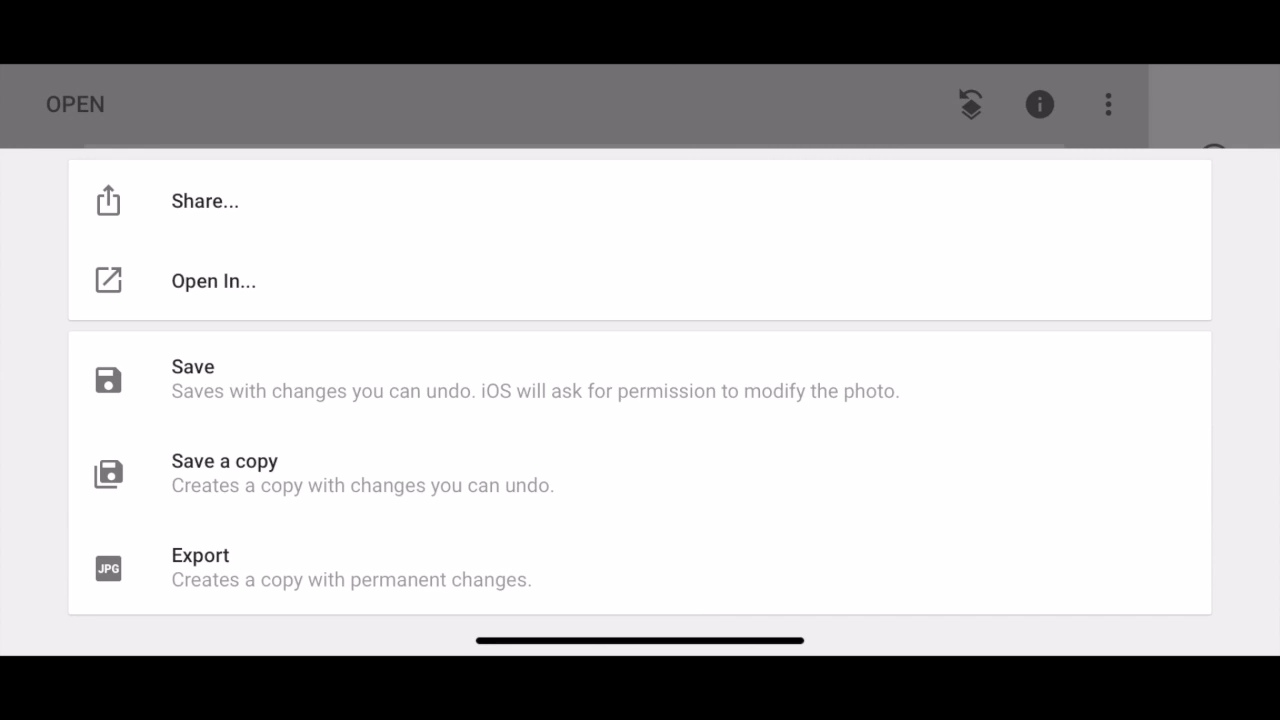 OPEN
Share...
Open In...
Save
Saves with changes you can undo. iOS will ask for permission to modify the photo.
Save a copy
Creates a copy with changes you can undo.
JPG
Export
Creates a copy with permanent changes.